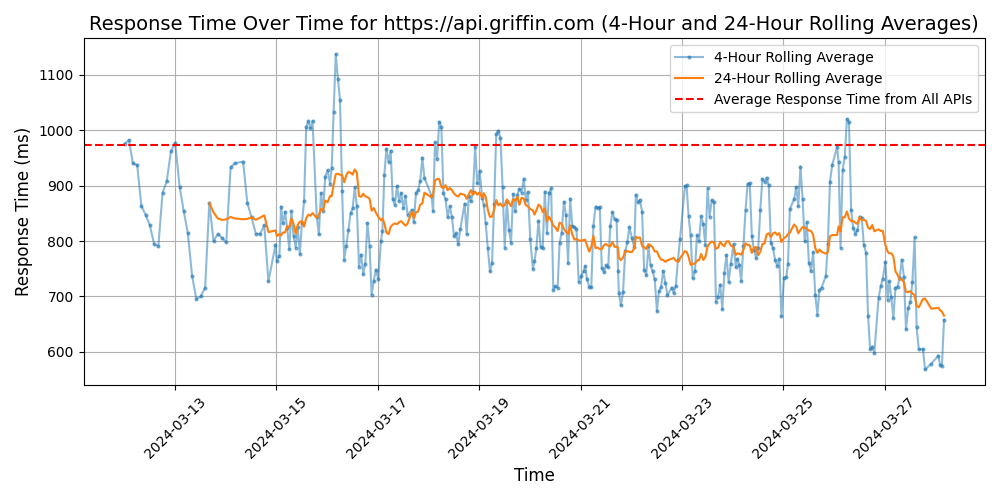 Response Time Over Time for https://api.griffin.com (4-Hour and 24-Hour Rolling Averages)
4-Hour Rolling Average
24-Hour Rolling Average
Average Response Time from All APIs
Response Time (ms)
1100
1000
900
800
700
600
2024-03-13
2024-03-15
2024-03-17
2024-03-19
2024-03-21
2024-03-23
2024-03-25
2024-03-27
Time